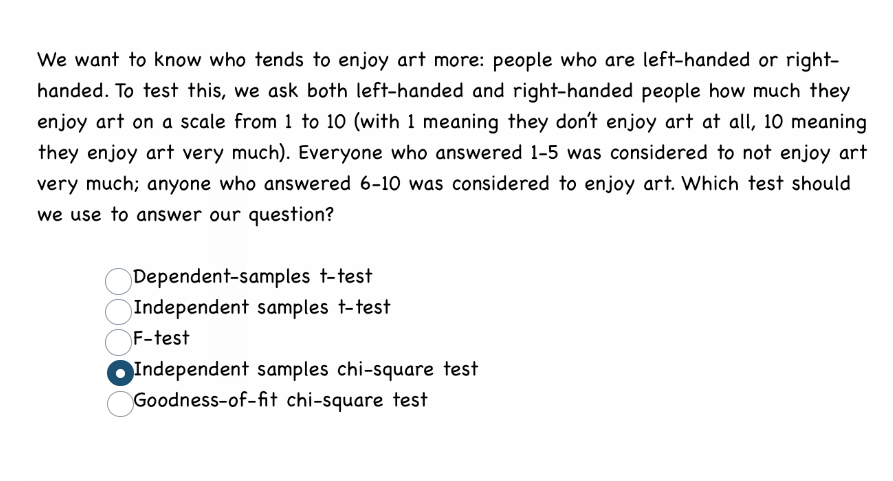 We want to know who tends to enjoy art more: people who are left-handed or right-
handed. To test this, we ask both left-handed and right-handed people how much they
enjoy art on a scale from 1 to 10 (with 1 meaning they don't enjoy art at all, 10 meaning
they enjoy art very much). Everyone who answered 1-5 was considered to not enjoy art
very much; anyone who answered 6-10 was considered to enjoy art. Which test should
we use to answer our question?
Dependent-samples t-test
Independent samples t-test
F-test
Independent samples chi-square test
Goodness-of-fit chi-square test